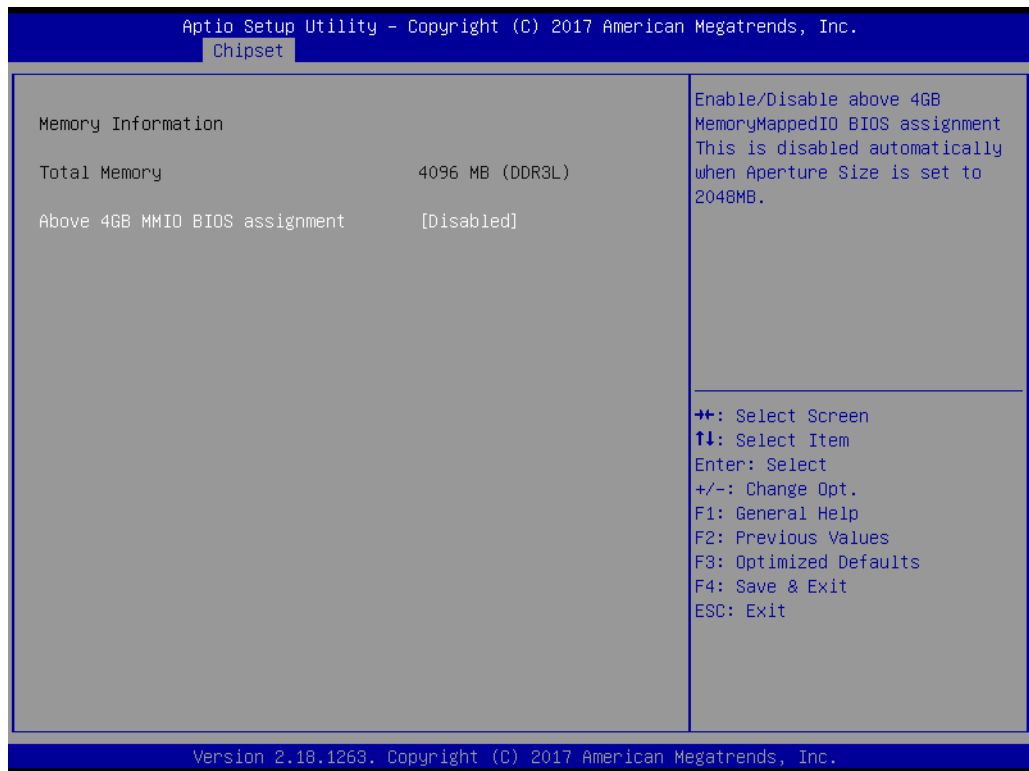 Aptio Setup Utility – Copyright (C) 2017 American Megatrends, Inc.
Chipset
Memory Information
Total Memory 4096 MB (DDR3L)
Above 4GB MMIO BIOS assignment [Disabled]
Enable/Disable above 4GB
MemoryMappedIO BIOS assignment
This is disabled automatically
when Aperture Size is set to
2048MB.
→←: Select Screen
↑↓: Select Item
Enter: Select
+/-: Change Opt.
F1: General Help
F2: Previous Values
F3: Optimized Defaults
F4: Save & Exit
ESC: Exit
Version 2.18.1263. Copyright (C) 2017 American Megatrends, Inc.